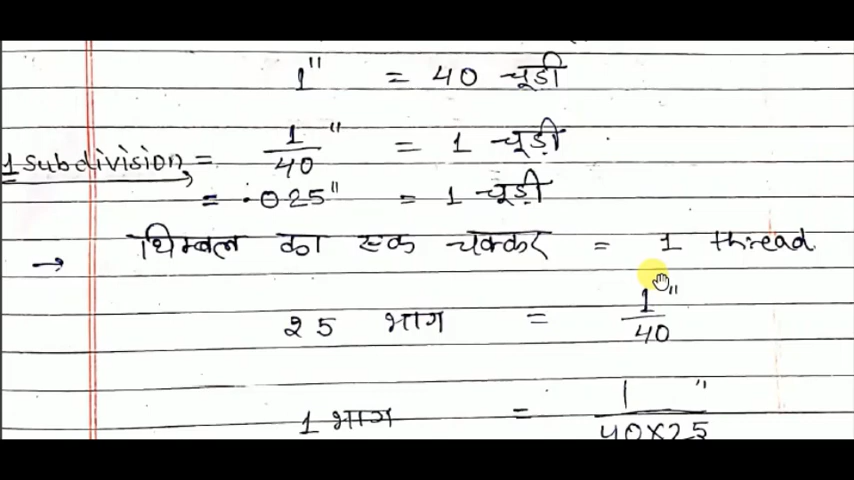 1" = 40 चूड़ी
1 subdivision = 1/40" = 1 चूड़ी
= .025" = 1 चूड़ी
→ थिम्बल का एक चक्कर = 1 thread
25 भाग = 1/40"
1 भाग = 1/40×25"